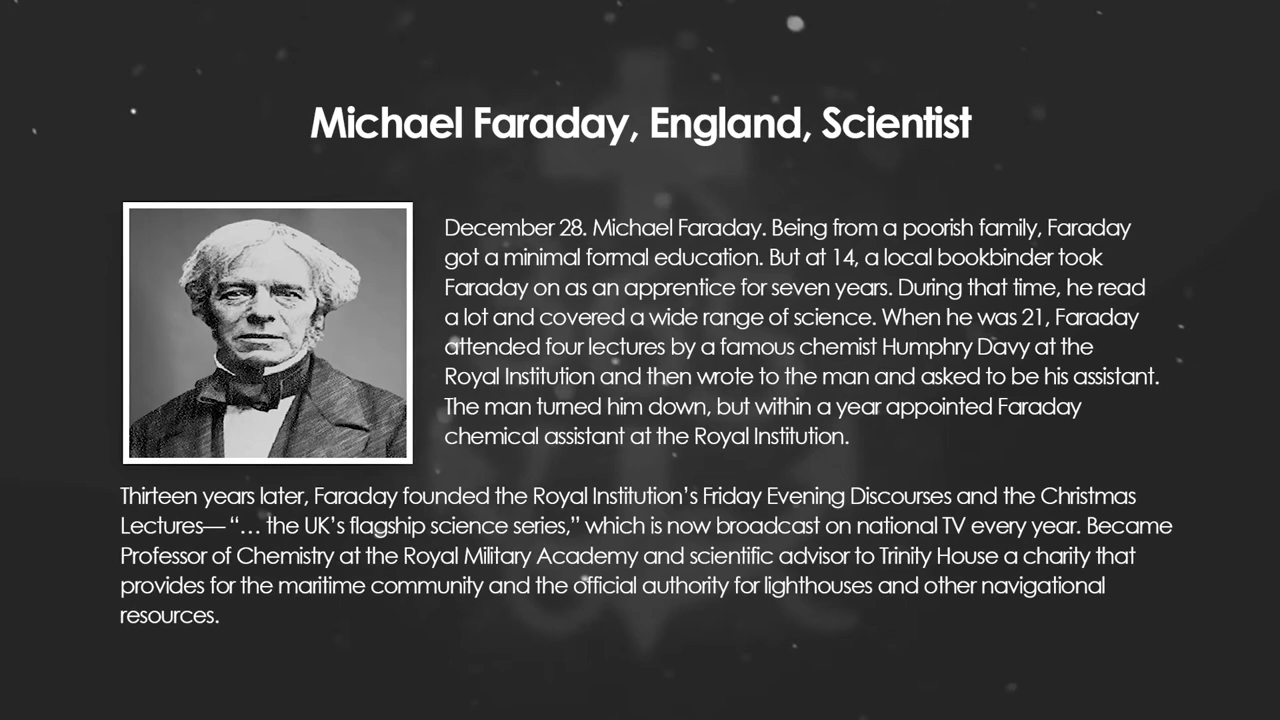 Michael Faraday, England, Scientist
December 28. Michael Faraday. Being from a poorish family, Faraday
got a minimal formal education. But at 14, a local bookbinder took
Faraday on as an apprentice for seven years. During that time, he read
a lot and covered a wide range of science. When he was 21, Faraday
attended four lectures by a famous chemist Humphry Davy at the
Royal Institution and then wrote to the man and asked to be his assistant.
The man turned him down, but within a year appointed Faraday
chemical assistant at the Royal Institution.
Thirteen years later, Faraday founded the Royal Institution’s Friday Evening Discourses and the Christmas
Lectures— “… the UK’s flagship science series,” which is now broadcast on national TV every year. Became
Professor of Chemistry at the Royal Military Academy and scientific advisor to Trinity House a charity that
provides for the maritime community and the official authority for lighthouses and other navigational
resources.